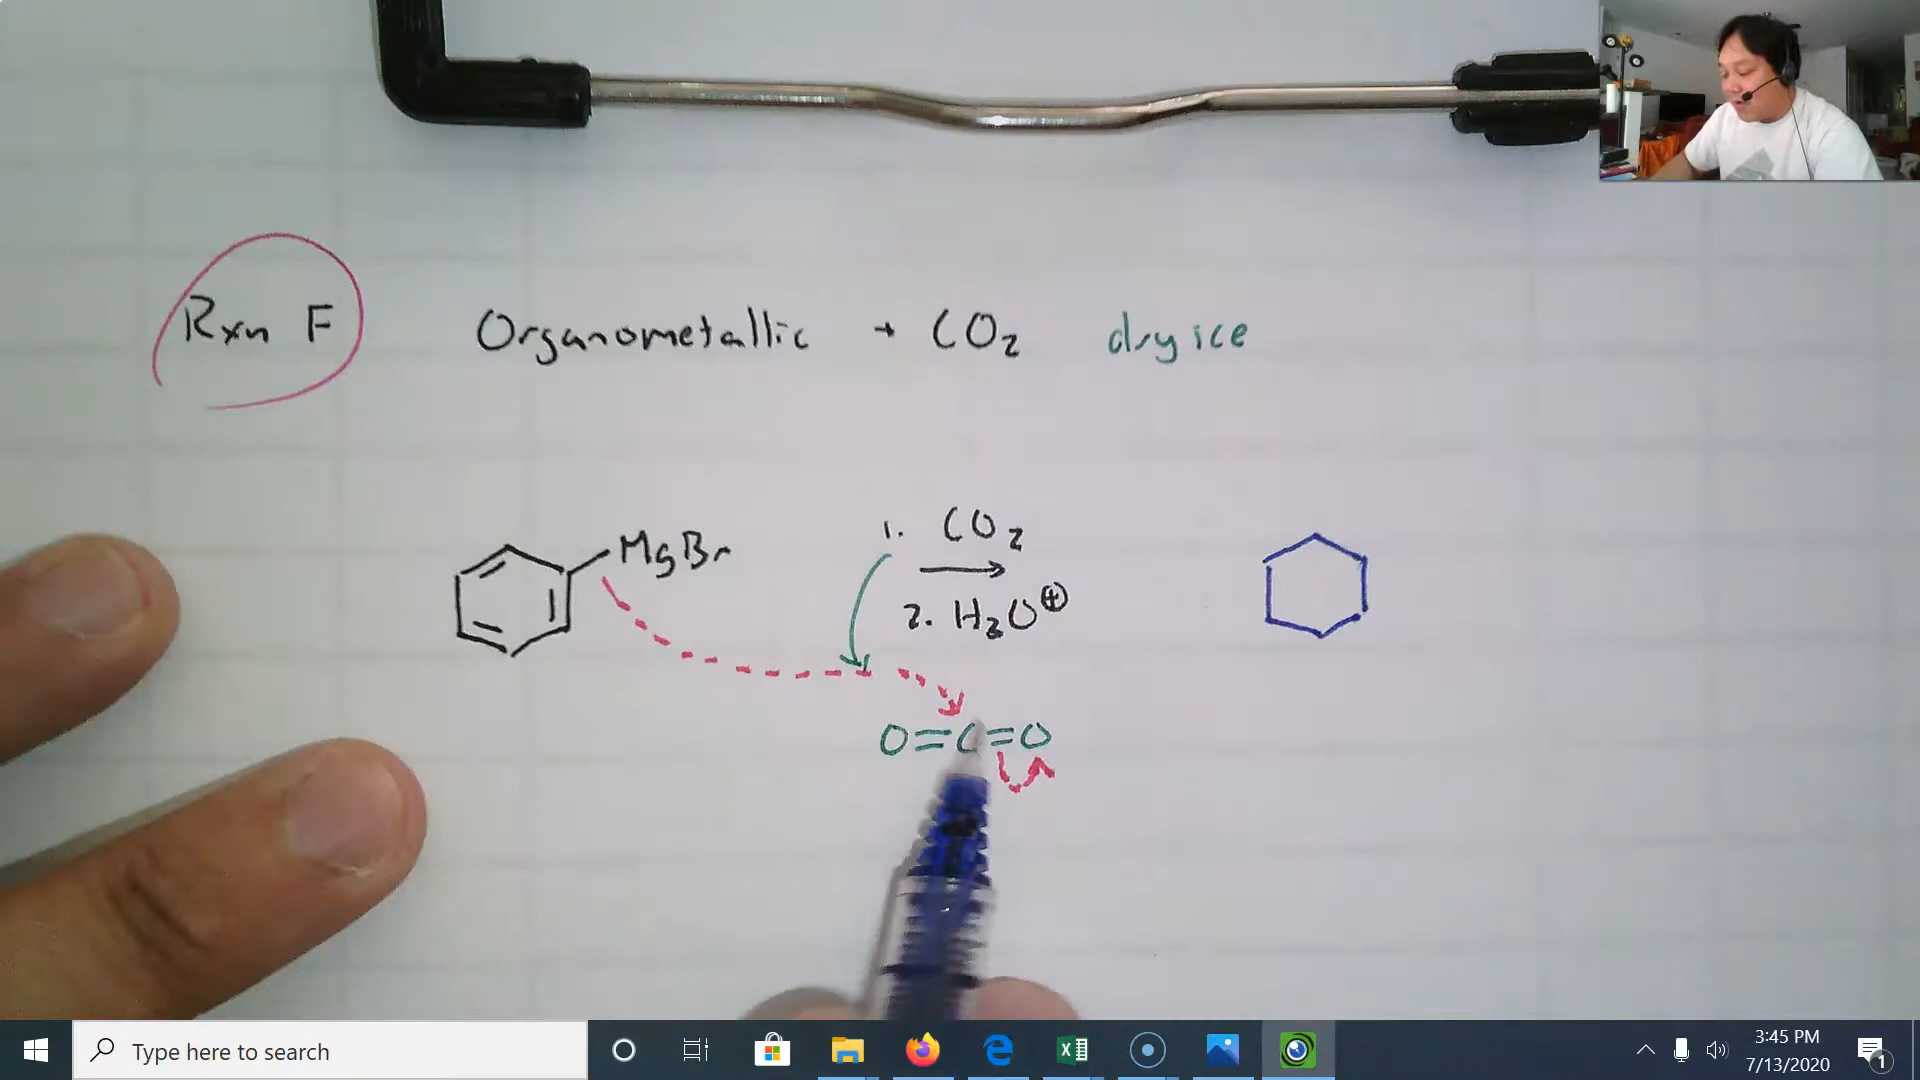 Rxn F Organometallic + CO2 dry ice
MgBr
1. CO2
2. H3O⊕
O=C=O
Type here to search
3:45 PM
7/13/2020
1